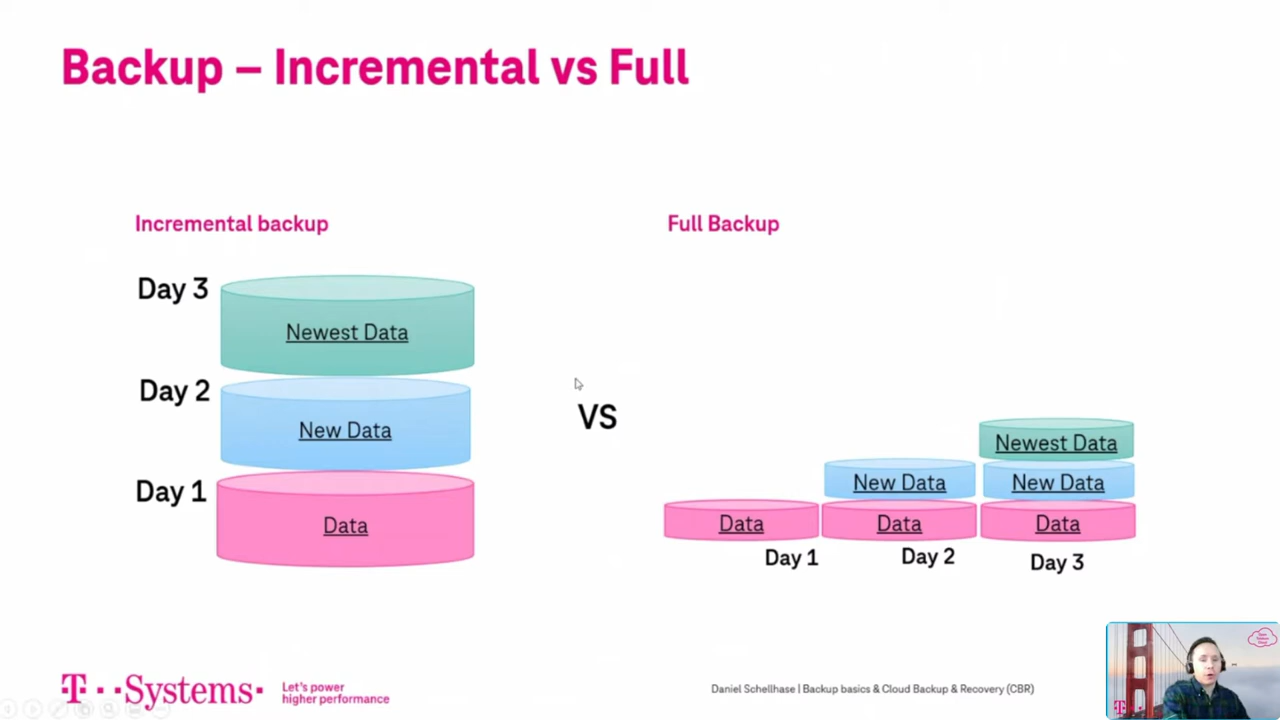 Backup – Incremental vs Full
Incremental backup
Day 3
Newest Data
Day 2
New Data
Day 1
Data
VS
Full Backup
Newest Data
New Data
New Data
Data
Data
Data
Day 1
Day 2
Day 3
T··Systems·
Let's power
higher performance
Daniel Schellhase | Backup basics & Cloud Backup & Recovery (CBR)
T